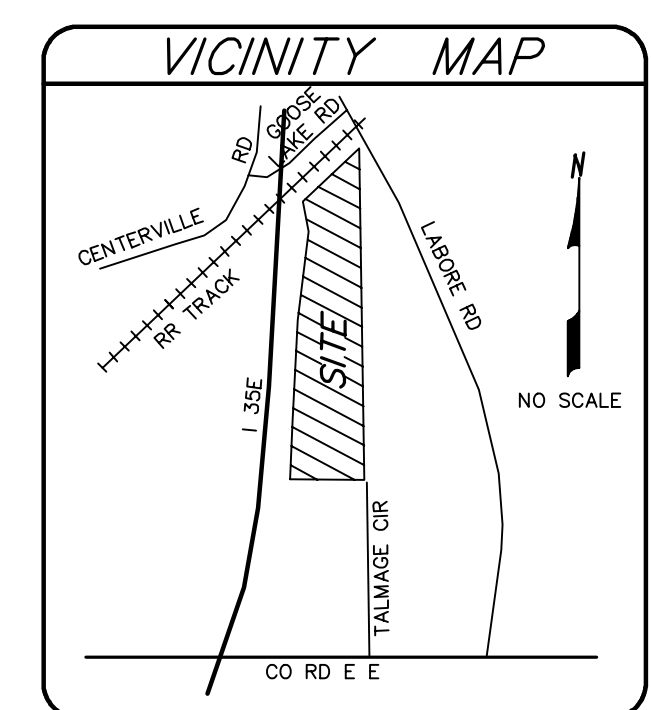 VICINITY MAP
GOOSE
LAKE RD
RD
N
CENTERVILLE
LABORE RD
RR TRACK
SITE
I 35E
NO SCALE
TALMAGE CIR
CO RD E E